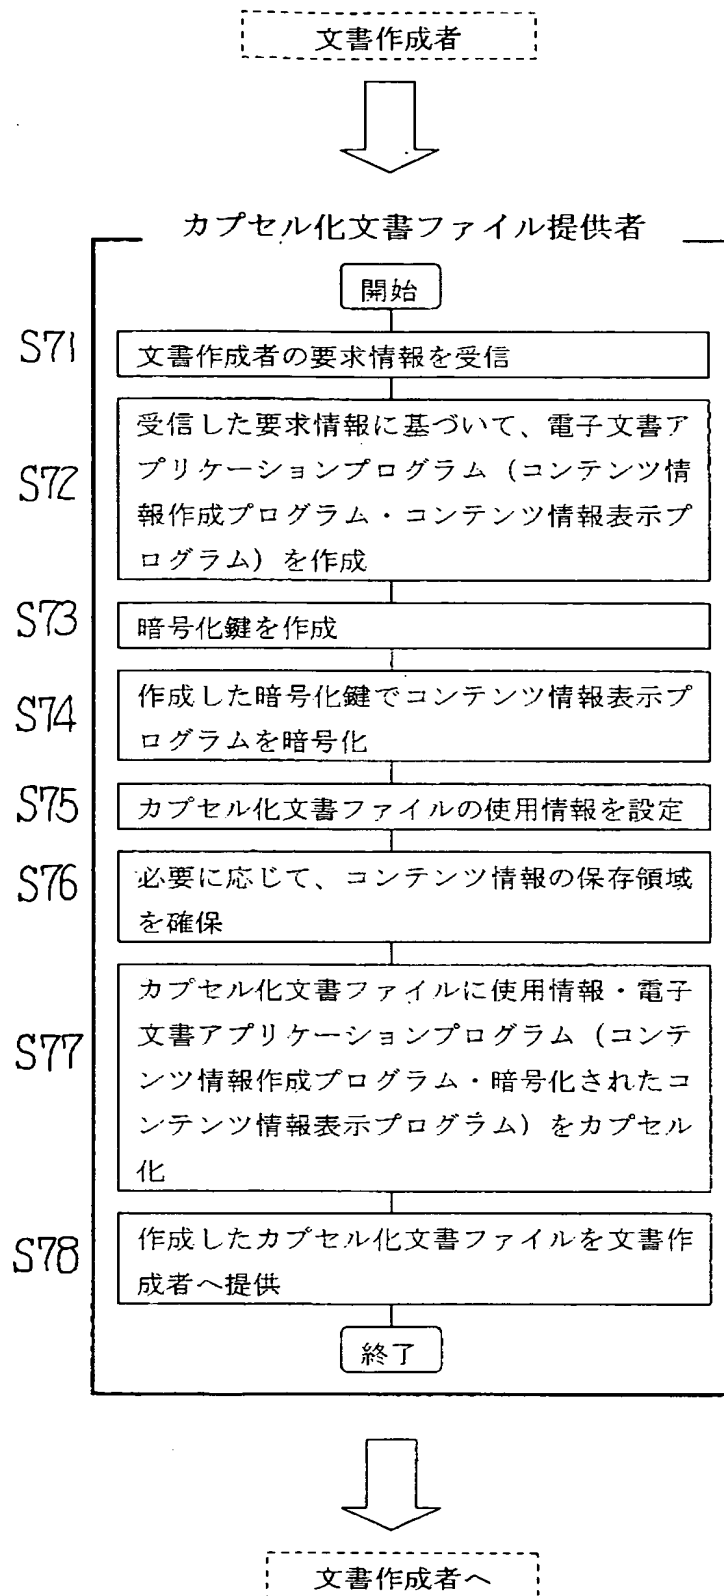 文書作成者
カプセル化文書ファイル提供者
開始
S71
文書作成者の要求情報を受信
S72
受信した要求情報に基づいて、電子文書ア
プリケーションプログラム（コンテンツ情
報作成プログラム・コンテンツ情報表示プ
ログラム）を作成
S73
暗号化鍵を作成
S74
作成した暗号化鍵でコンテンツ情報表示プ
ログラムを暗号化
S75
カプセル化文書ファイルの使用情報を設定
S76
必要に応じて、コンテンツ情報の保存領域
を確保
S77
カプセル化文書ファイルに使用情報・電子
文書アプリケーションプログラム（コンテ
ンツ情報作成プログラム・暗号化されたコ
ンテンツ情報表示プログラム）をカプセル
化
S78
作成したカプセル化文書ファイルを文書作
成者へ提供
終了
文書作成者へ